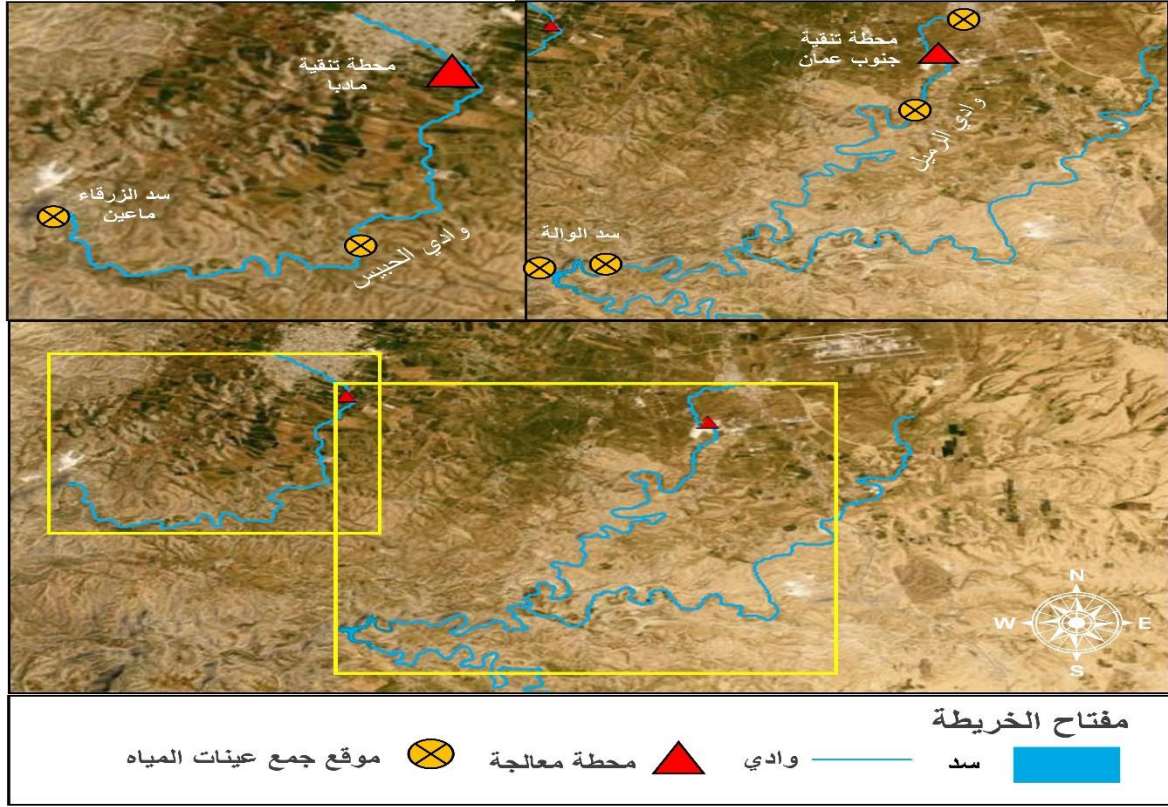 محطة تنقية
مادبا
سد الزرقاء
ماعين
وادي الحبيس
محطة تنقية
جنوب عمان
وادي الرميل
سد الوالة
N
W
E
S
مفتاح الخريطة
سد
وادي
محطة معالجة
موقع جمع عينات المياه